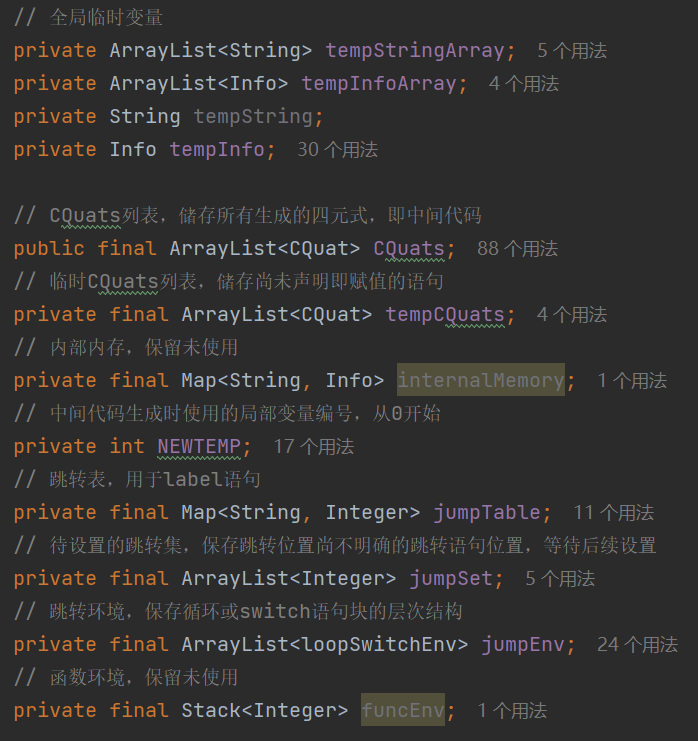 // 全局临时变量
private ArrayList<String> tempStringArray; 5个用法
private ArrayList<Info> tempInfoArray; 4个用法
private String tempString;
private Info tempInfo; 30个用法
// CQuats列表，储存所有生成的四元式，即中间代码
public final ArrayList<CQuat> CQuats; 88个用法
// 临时CQuats列表，储存尚未声明即赋值的语句
private final ArrayList<CQuat> tempCQuats; 4个用法
// 内部内存，保留未使用
private final Map<String, Info> internalMemory; 1个用法
// 中间代码生成时使用的局部变量编号，从0开始
private int NEWTEMP; 17个用法
// 跳转表，用于label语句
private final Map<String, Integer> jumpTable; 11个用法
// 待设置的跳转集，保存跳转位置尚不明确的跳转语句位置，等待后续设置
private final ArrayList<Integer> jumpSet; 5个用法
// 跳转环境，保存循环或switch语句块的层次结构
private final ArrayList<loopSwitchEnv> jumpEnv; 24个用法
// 函数环境，保留未使用
private final Stack<Integer> funcEnv; 1个用法